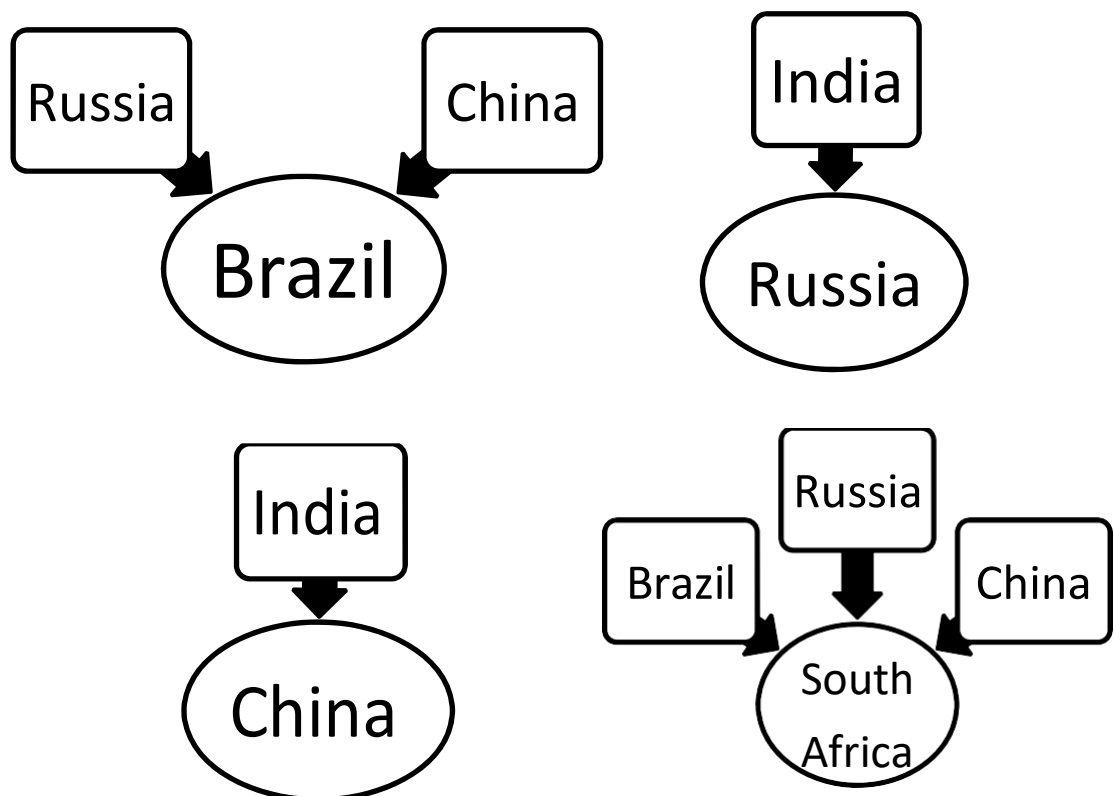 Russia
China
Brazil
India
Russia
India
China
Russia
Brazil
China
South
Africa